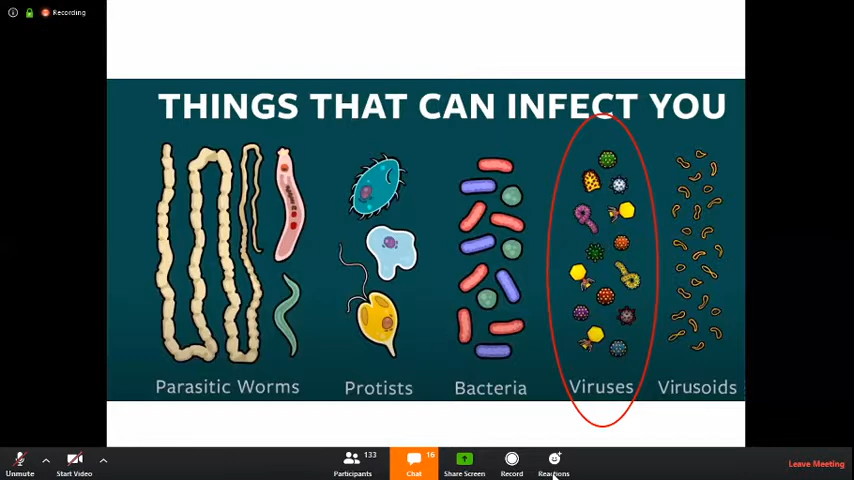 Recording
THINGS THAT CAN INFECT YOU
Parasitic Worms
Protists
Bacteria
Viruses
Virusoids
Unmute
Start Video
133
Participants
16
Chat
Share Screen
Record
Reactions
Leave Meeting